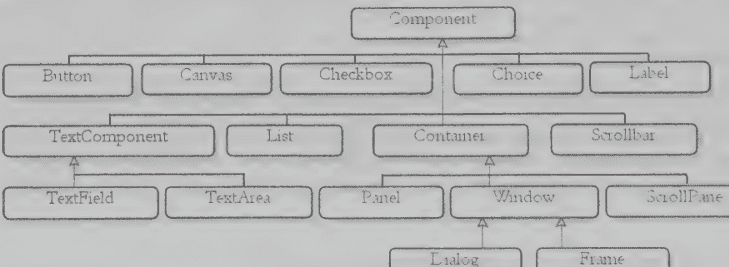 Component
Button Canvas Checkbox Choice Label
TextComponent List Container Scrollbar
TextField TextArea Panel Window ScrollPane
Dialog Frame